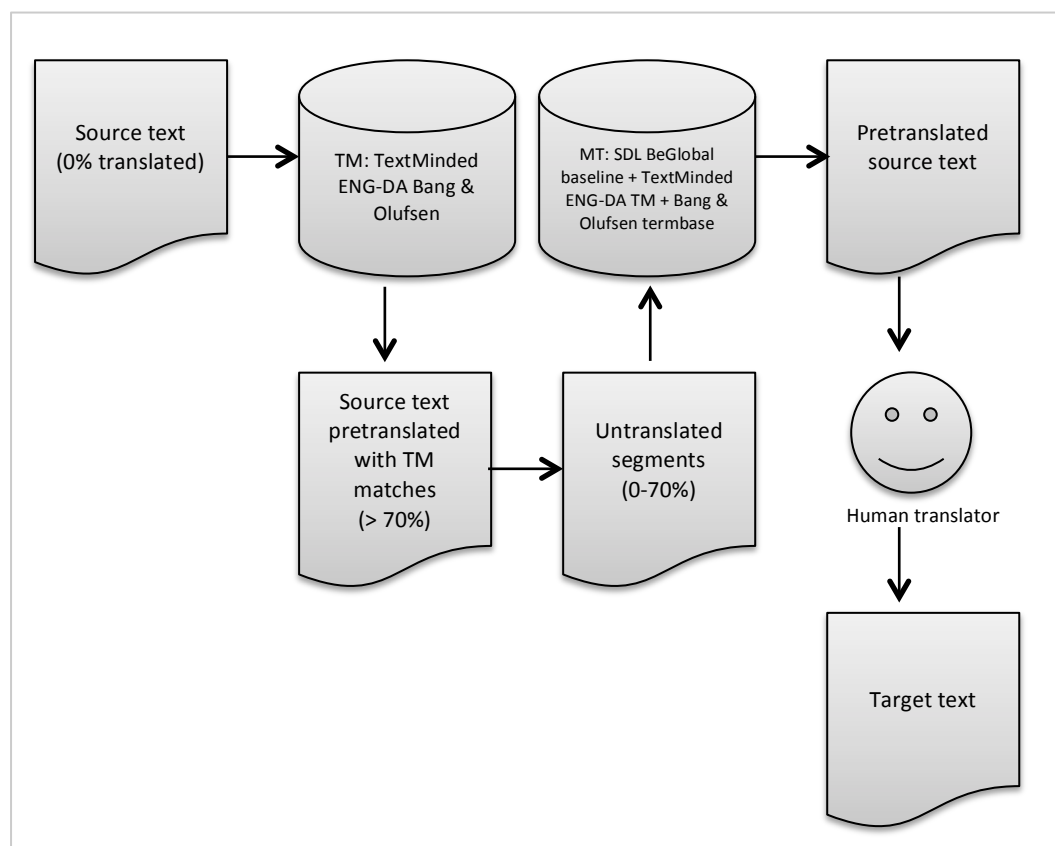 Source text
(0% translated)
TM: TextMinded
ENG-DA Bang &
Olufsen
MT: SDL BeGlobal
baseline + TextMinded
ENG-DA TM + Bang &
Olufsen termbase
Pretranslated
source text
Source text
pretranslated
with TM
matches
(> 70%)
Untranslated
segments
(0-70%)
Human translator
Target text